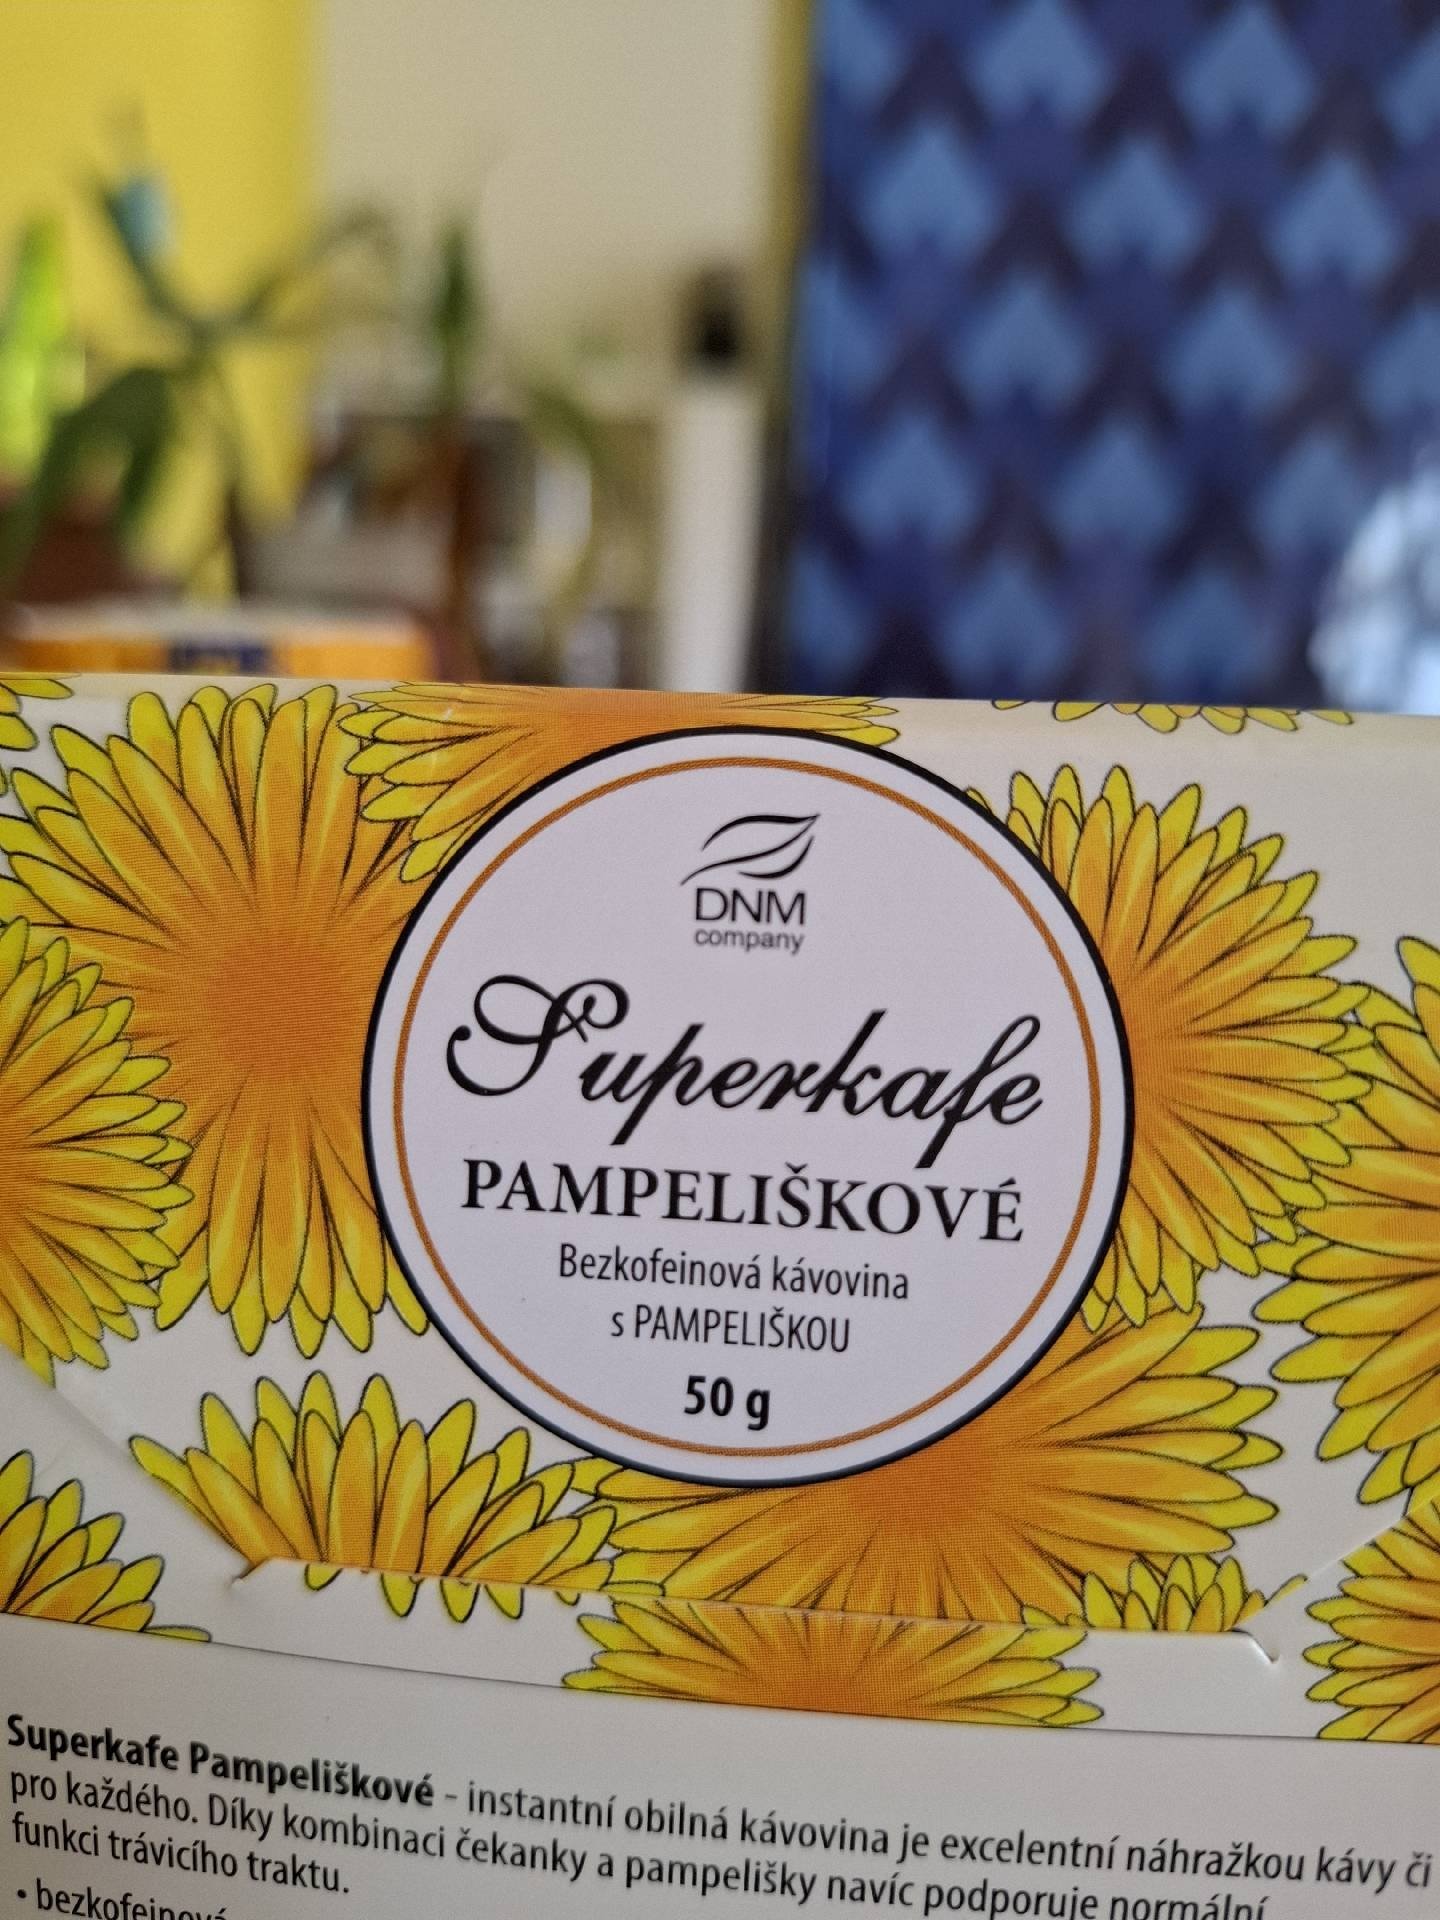 DNM
company
Superkafe
PAMPELIŠKOVÉ
Bezkofeinová kávovina
s PAMPELIŠKOU
50 g
Superkafe Pampeliškové - instantní obilná kávovina je excelentní náhražkou kávy či
pro každého. Díky kombinaci čekanky a pampelišky navíc podporuje normální
funkci trávicího traktu.
• bezkofeinová